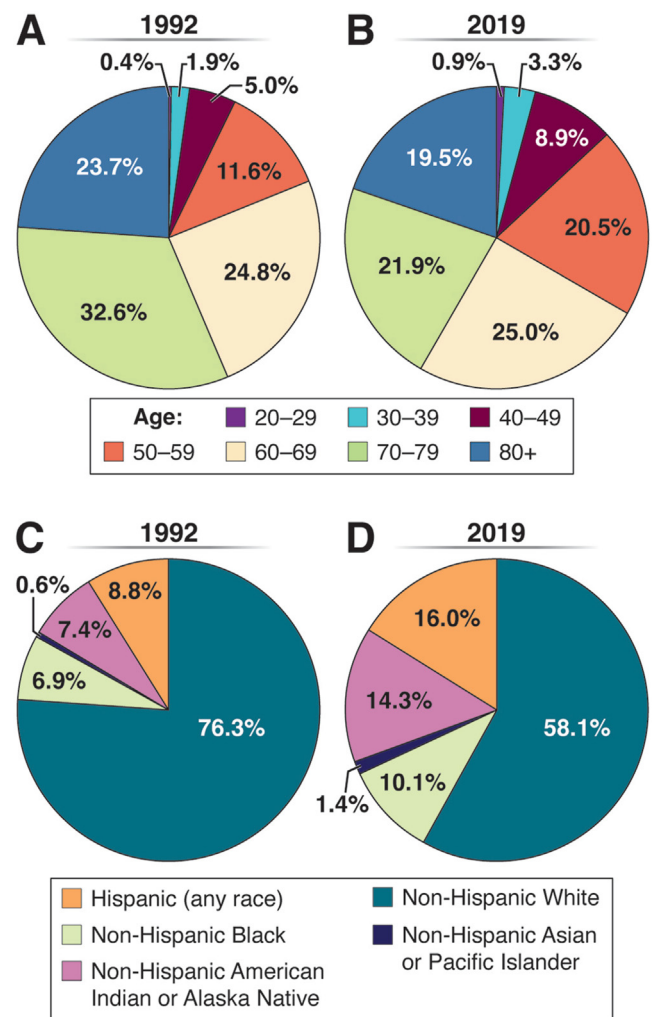 A
1992
B
2019
0.4%
1.9%
5.0%
11.6%
24.8%
32.6%
23.7%
0.9%
3.3%
8.9%
20.5%
25.0%
21.9%
19.5%
Age:
20–29
30–39
40–49
50–59
60–69
70–79
80+
C
1992
D
2019
0.6%
8.8%
7.4%
6.9%
76.3%
16.0%
14.3%
58.1%
1.4%
10.1%
Hispanic (any race)
Non-Hispanic Black
Non-Hispanic American
Indian or Alaska Native
Non-Hispanic White
Non-Hispanic Asian
or Pacific Islander